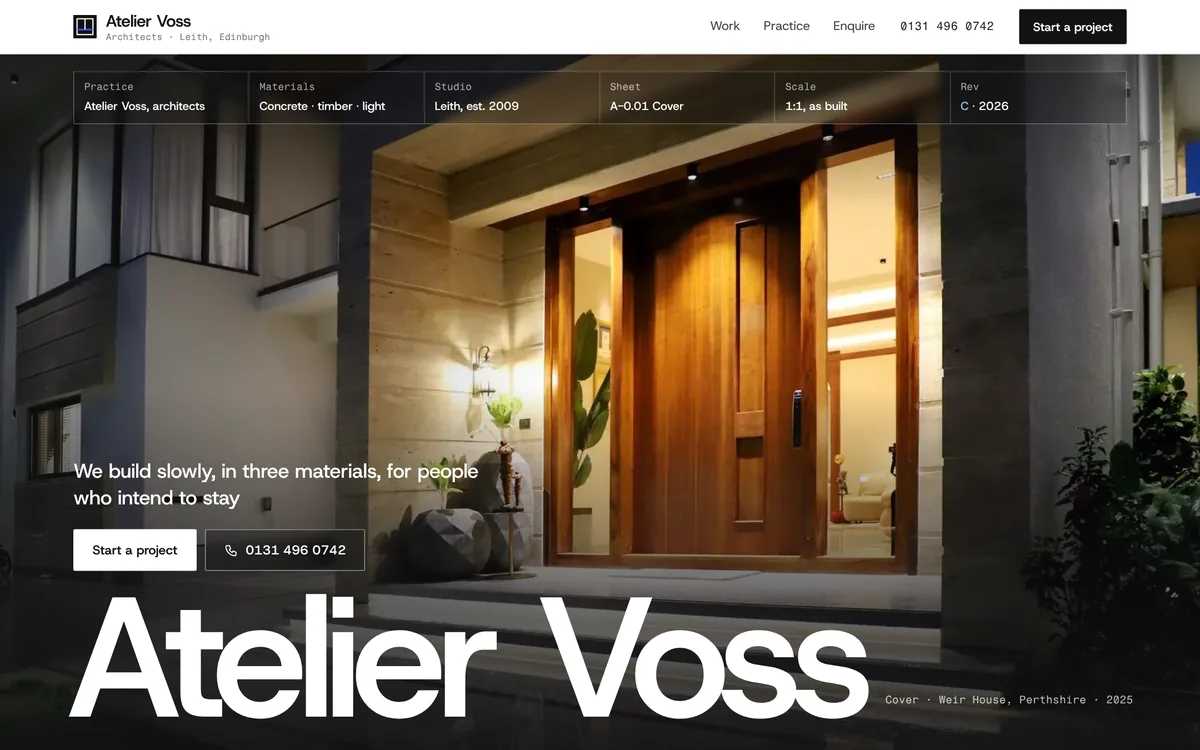 Atelier Voss
Architects · Leith, Edinburgh
Work
Practice
Enquire
0131 496 0742
Start a project
Practice
Atelier Voss, architects
Materials
Concrete · timber · light
Studio
Leith, est. 2009
Sheet
A–0.01 Cover
Scale
1:1, as built
Rev
C · 2026
We build slowly, in three materials, for people
who intend to stay
Start a project
0131 496 0742
Atelier Voss
Cover · Weir House, Perthshire · 2025